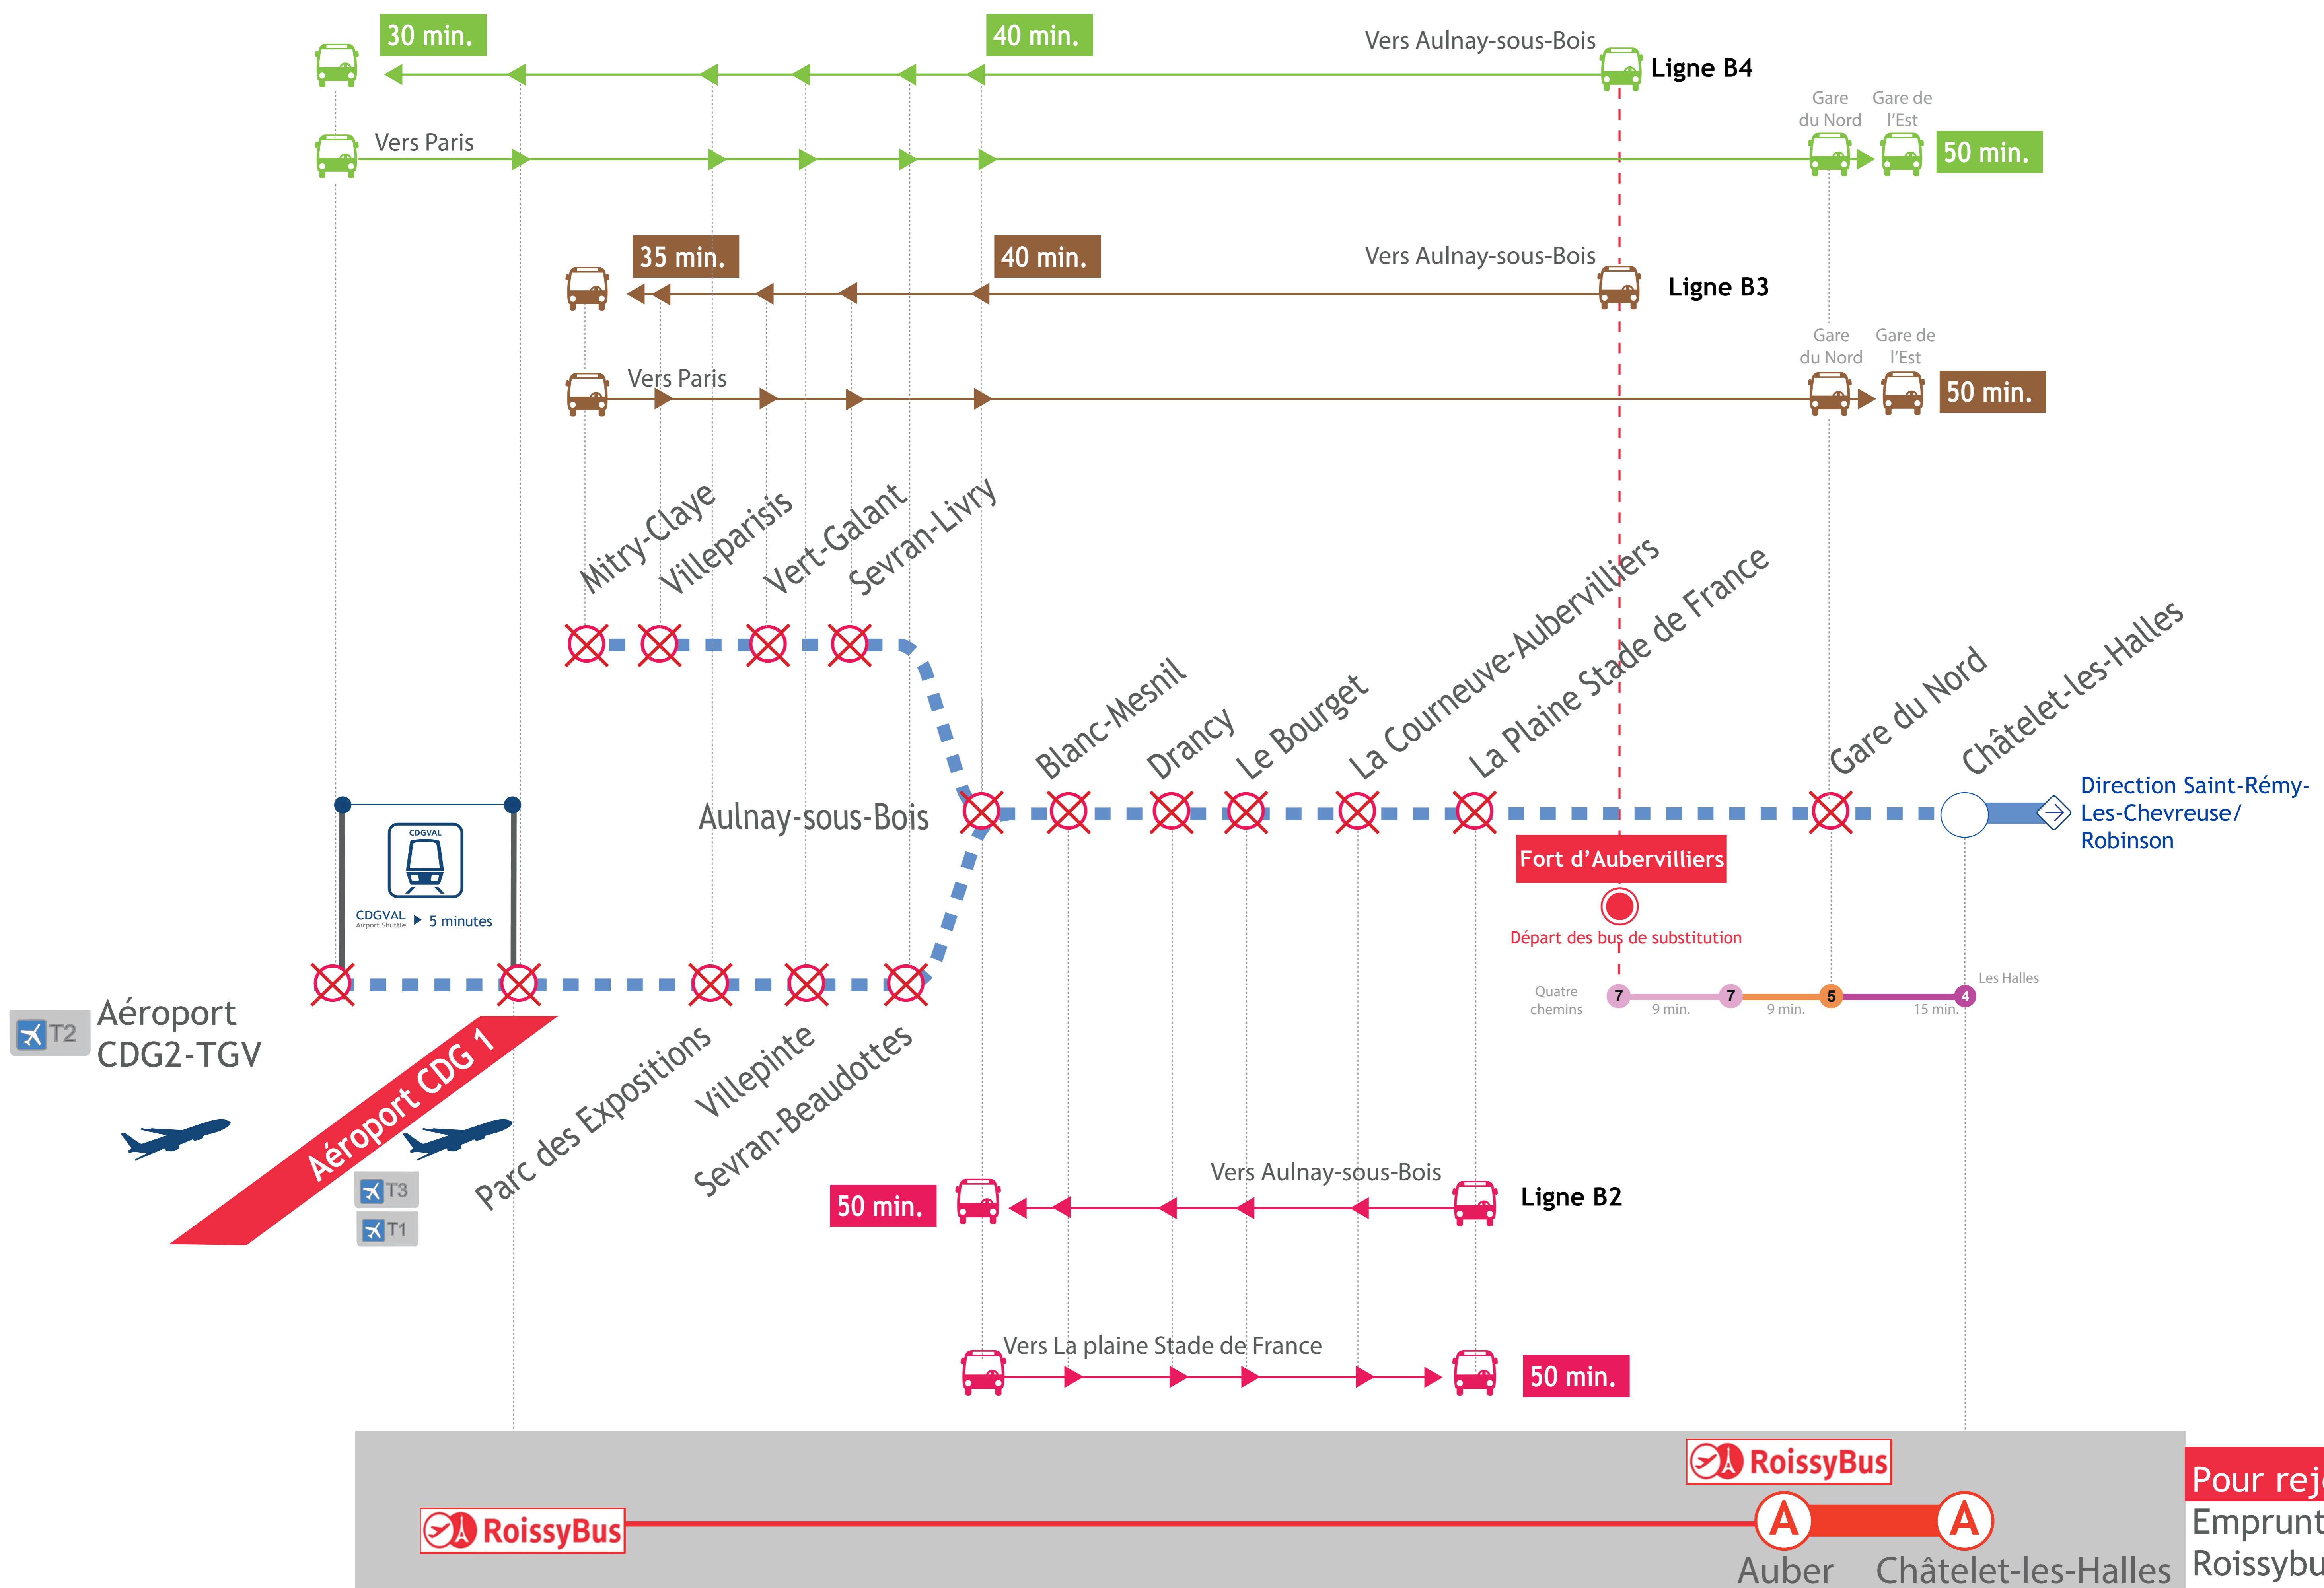 30 min.
40 min.
Vers Aulnay-sous-Bois
Ligne B4
Vers Paris
Gare
du Nord
Gare de
l'Est
50 min.
35 min.
40 min.
Vers Aulnay-sous-Bois
Ligne B3
Vers Paris
Gare
du Nord
Gare de
l'Est
50 min.
Mitry-Claye
Villeparisis
Vert-Galant
Sevran-Livry
Aulnay-sous-Bois
Blanc-Mesnil
Drancy
Le Bourget
La Courneuve-Aubervilliers
La Plaine Stade de France
Gare du Nord
Châtelet-les-Halles
Direction Saint-Rémy-
Les-Chevreuse/
Robinson
CDGVAL
CDGVAL
Airport Shuttle
5 minutes
Fort d'Aubervilliers
Départ des bus de substitution
Quatre
chemins
7
9 min.
7
9 min.
5
15 min.
4
Les Halles
T2
Aéroport
CDG2-TGV
Aéroport CDG 1
T3
T1
Parc des Expositions
Villepinte
Sevran-Beaudottes
50 min.
Vers Aulnay-sous-Bois
Ligne B2
Vers La plaine Stade de France
50 min.
RoissyBus
RoissyBus
A
A
Auber
Châtelet-les-Halles
Pour rej
Emprunt
Roissybu